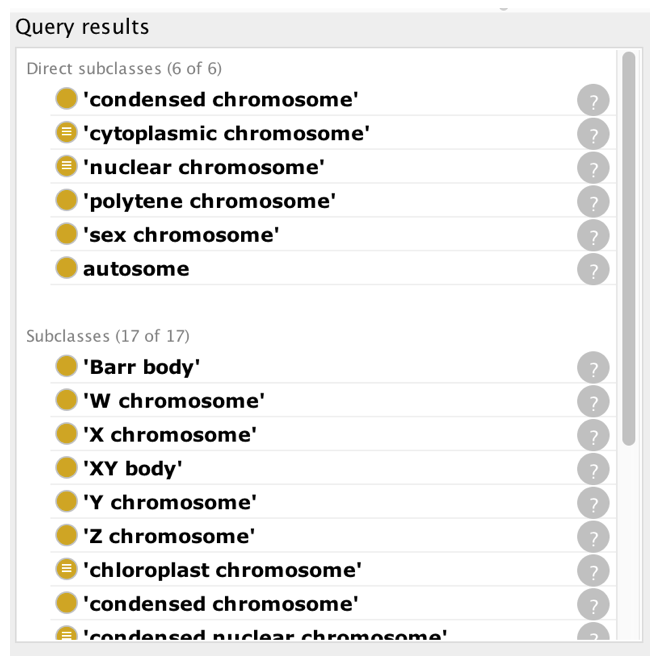 Query results
Direct subclasses (6 of 6)
'condensed chromosome' ?
'cytoplasmic chromosome' ?
'nuclear chromosome' ?
'polytene chromosome' ?
'sex chromosome' ?
autosome ?
Subclasses (17 of 17)
'Barr body' ?
'W chromosome' ?
'X chromosome' ?
'XY body' ?
'Y chromosome' ?
'Z chromosome' ?
'chloroplast chromosome' ?
'condensed chromosome' ?
'condensed nuclear chromosome' ?